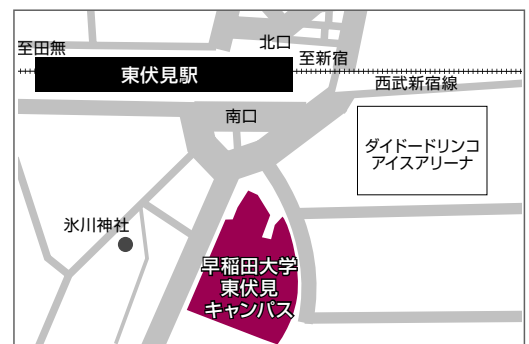 北口
至田無
至新宿
東伏見駅
西武新宿線
南口
ダイドードリンコ
アイスアリーナ
氷川神社
早稲田大学
東伏見
キャンパス